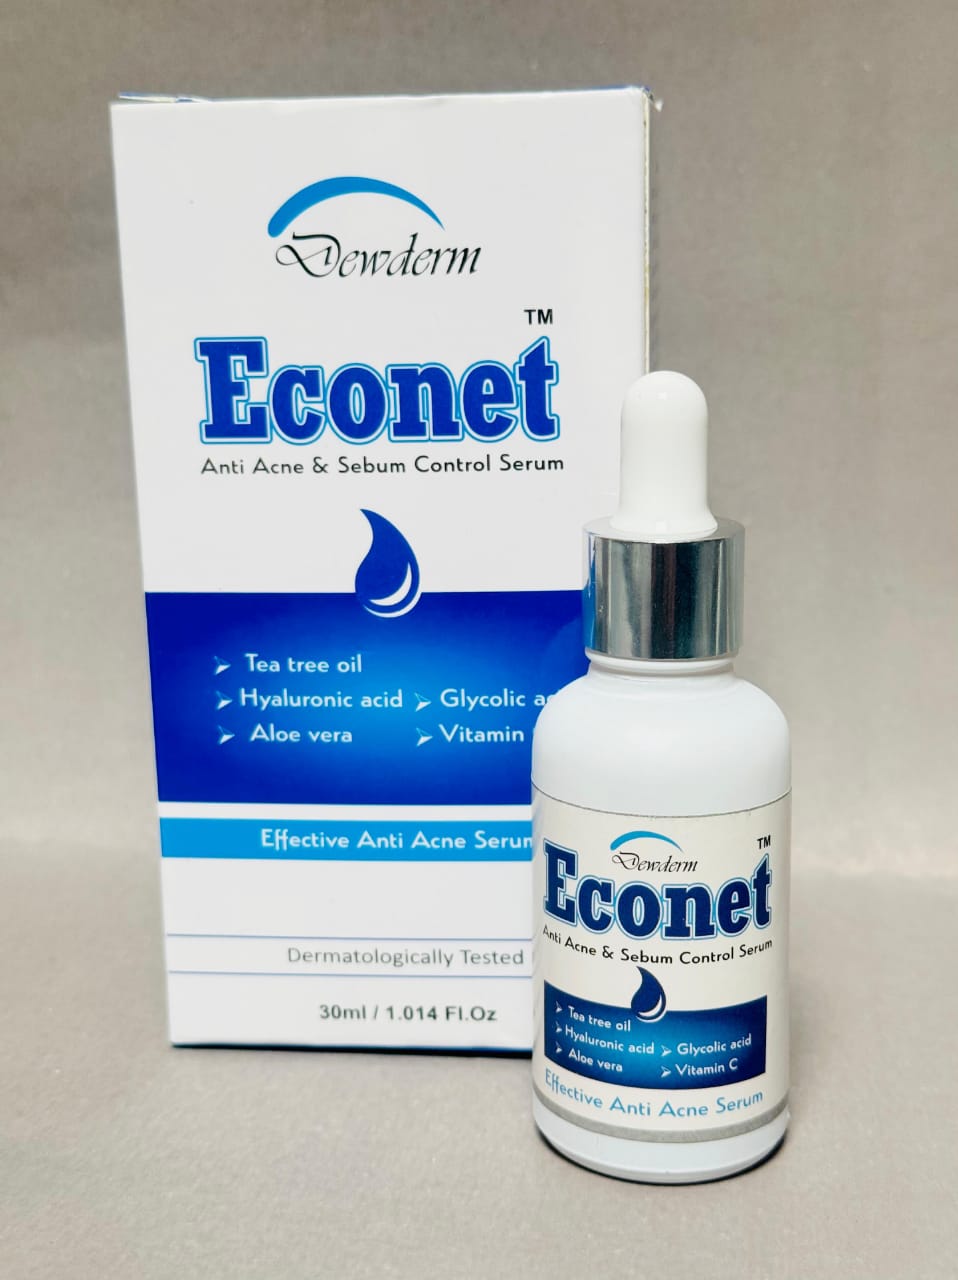 Dewderm
TM
Econet
Anti Acne & Sebum Control Serum
Tea tree oil
Hyaluronic acid Glycolic
Aloe vera Vitamin
Effective Anti Acne Serum
Dermatologically Tested
30ml / 1.014 Fl.Oz
Dewderm
TM
Econet
Anti Acne & Sebum Control Serum
Tea tree oil
Hyaluronic acid Glycolic acid
Aloe vera Vitamin C
Effective Anti Acne Serum